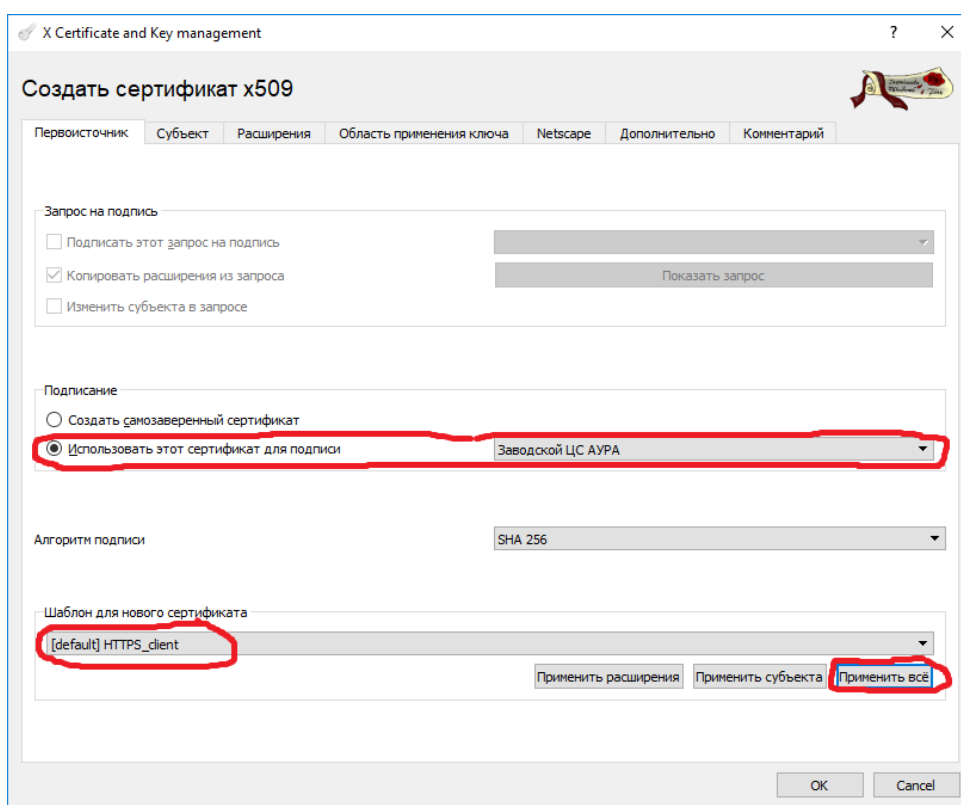 X Certificate and Key management
?
Создать сертификат x509
Первоисточник Субъект Расширения Область применения ключа Netscape Дополнительно Комментарий
Запрос на подпись
Подписать этот запрос на подпись
Копировать расширения из запроса Показать запрос
Изменить субъекта в запросе
Подписание
Создать самозаверенный сертификат
Использовать этот сертификат для подписи Заводской ЦС АУРА
Алгоритм подписи SHA 256
Шаблон для нового сертификата
[default] HTTPS_client
Применить расширения Применить субъекта Применить всё
OK Cancel